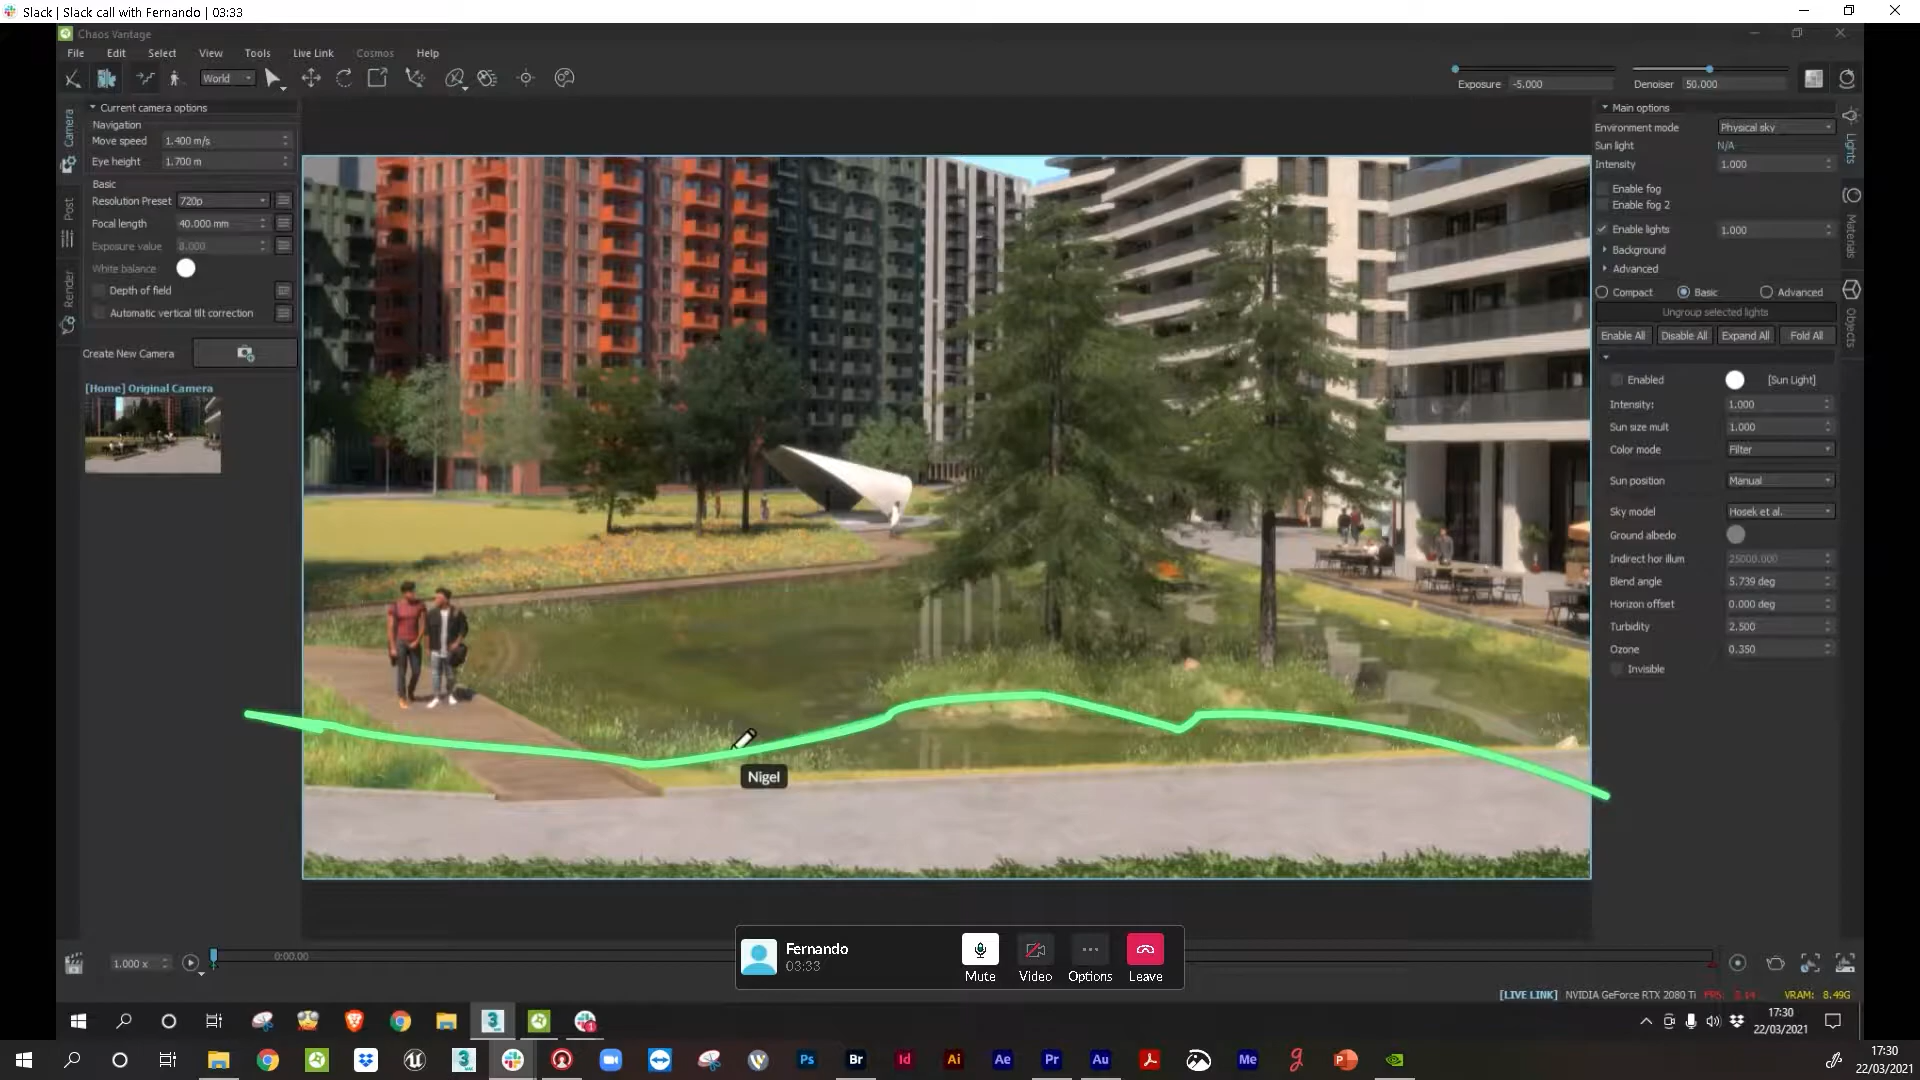 Slack | Slack call with Fernando | 03:33
Chaos Vantage
File Edit Select View Tools Live Link Cosmos Help
World
Exposure -5.000 Denoiser 50.000
Camera
Post
Render
Current camera options
Navigation
Move speed 1.400 m/s
Eye height 1.700 m
Basic
Resolution Preset 720p
Focal length 40.000 mm
Exposure value 8.000
White balance
Depth of field
Automatic vertical tilt correction
Create New Camera
[Home] Original Camera
Main options
Environment mode Physical sky
Sun light N/A
Intensity 1.000
Enable fog
Enable fog 2
Enable lights 1.000
Background
Advanced
Compact Basic Advanced
Ungroup selected lights
Enable All Disable All Expand All Fold All
Enabled [Sun Light]
Intensity: 1.000
Sun size mult 1.000
Color mode Filter
Sun position Manual
Sky model Hosek et al.
Ground albedo
Indirect hor illum 25000.000
Blend angle 5.739 deg
Horizon offset 0.000 deg
Turbidity 2.500
Ozone 0.350
Invisible
Lights
Materials
Objects
Nigel
1.000 x 0:00.00
Fernando
03:33
Mute Video Options Leave
[LIVE LINK] NVIDIA GeForce RTX 2080 Ti FPS: VRAM: 8.49G
17:30
22/03/2021
Ps Br Id Ai Ae Pr Au Me
17:30
22/03/2021